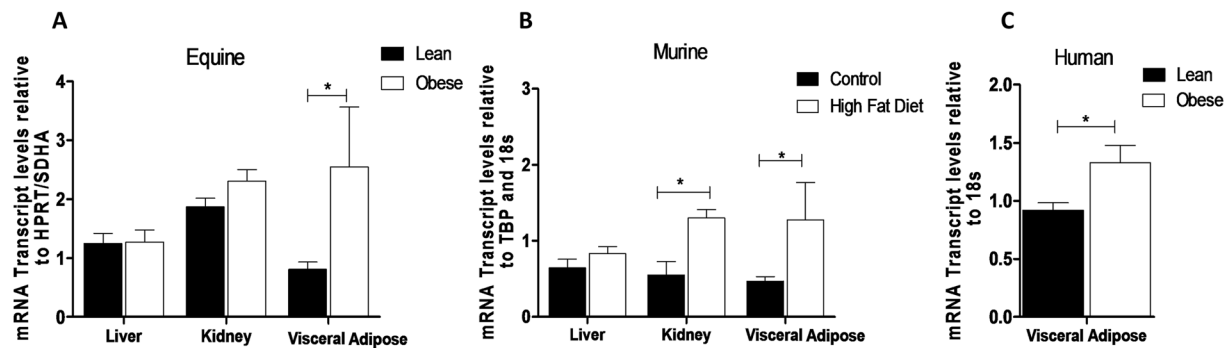 A
Equine
Lean
Obese
mRNA Transcript levels relative
to HPRT/SDHA
4
3
2
1
0
*
Liver
Kidney
Visceral Adipose
B
Murine
Control
High Fat Diet
mRNA Transcript levels relative
to TBP and 18s
3
2
1
0
*
*
Liver
Kidney
Visceral Adipose
C
Human
Lean
Obese
mRNA Transcript levels relative
to 18s
2.0
1.5
1.0
0.5
0.0
*
Visceral Adipose